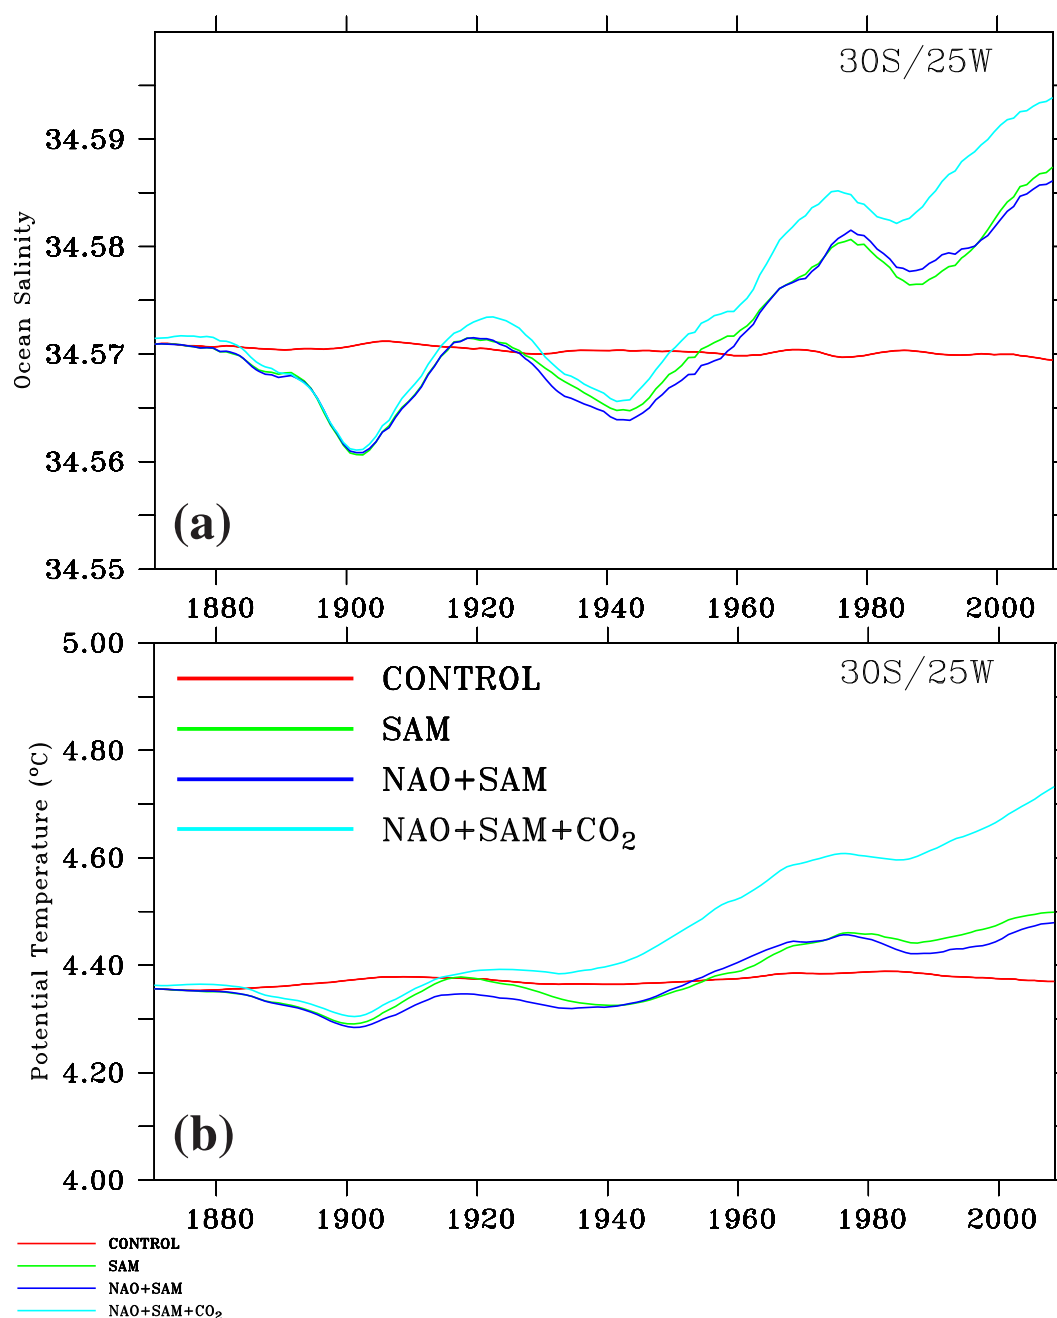 30S/25W
34.59
34.58
34.57
34.56
34.55
Ocean Salinity
(a)
1880 1900 1920 1940 1960 1980 2000
5.00
4.80
4.60
4.40
4.20
4.00
Potential Temperature (°C)
30S/25W
CONTROL
SAM
NAO+SAM
NAO+SAM+CO₂
(b)
1880 1900 1920 1940 1960 1980 2000
CONTROL
SAM
NAO+SAM
NAO+SAM+CO₂